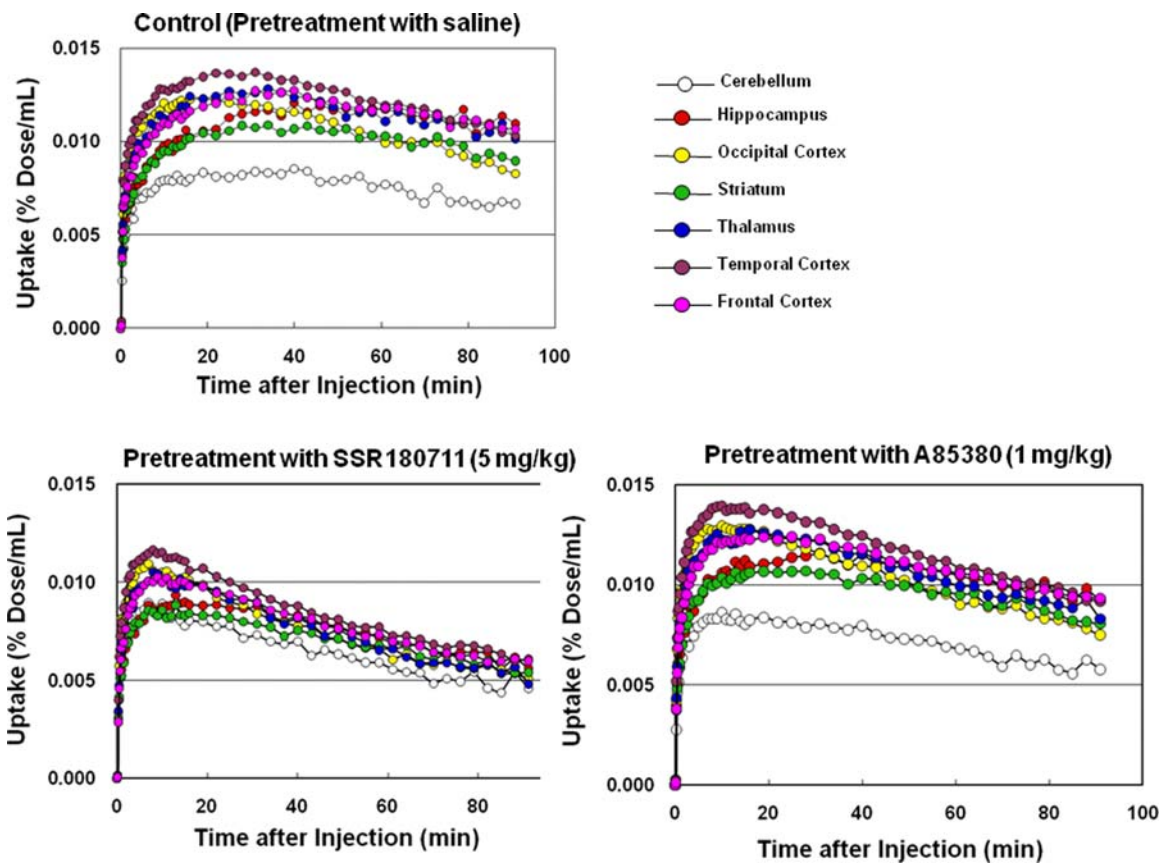 Control (Pretreatment with saline)
Uptake (% Dose/mL)
0.015
0.010
0.005
0.000
0 20 40 60 80 100
Time after Injection (min)
Cerebellum
Hippocampus
Occipital Cortex
Striatum
Thalamus
Temporal Cortex
Frontal Cortex
Pretreatment with SSR180711 (5 mg/kg)
Uptake (% Dose/mL)
0.015
0.010
0.005
0.000
0 20 40 60 80
Time after Injection (min)
Pretreatment with A85380 (1 mg/kg)
Uptake (% Dose/mL)
0.015
0.010
0.005
0.000
0 20 40 60 80 100
Time after Injection (min)